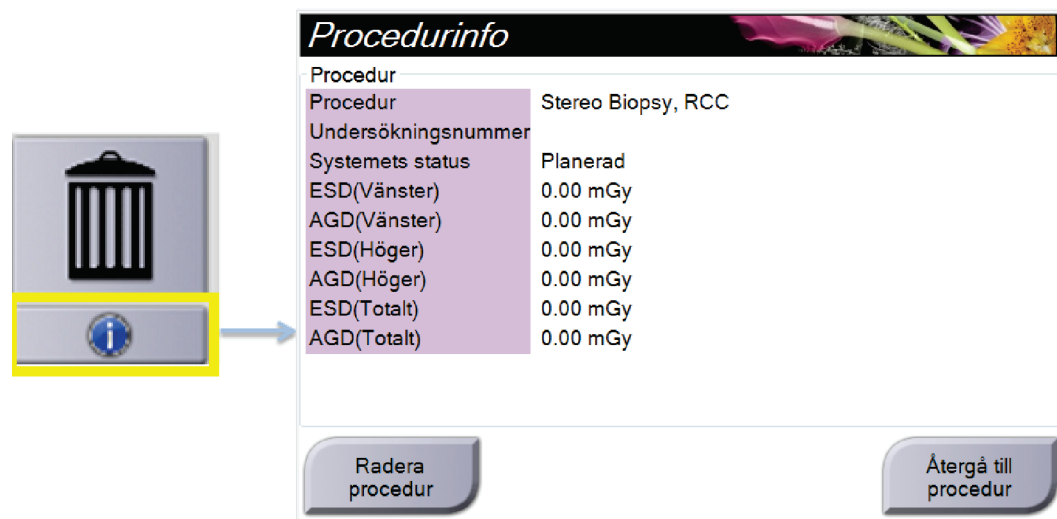 Procedurinfo
Procedur
Procedur Stereo Biopsy, RCC
Undersökningsnummer
Systemets status Planerad
ESD(Vänster) 0.00 mGy
AGD(Vänster) 0.00 mGy
ESD(Höger) 0.00 mGy
AGD(Höger) 0.00 mGy
ESD(Totalt) 0.00 mGy
AGD(Totalt) 0.00 mGy
Radera
procedur
Återgå till
procedur